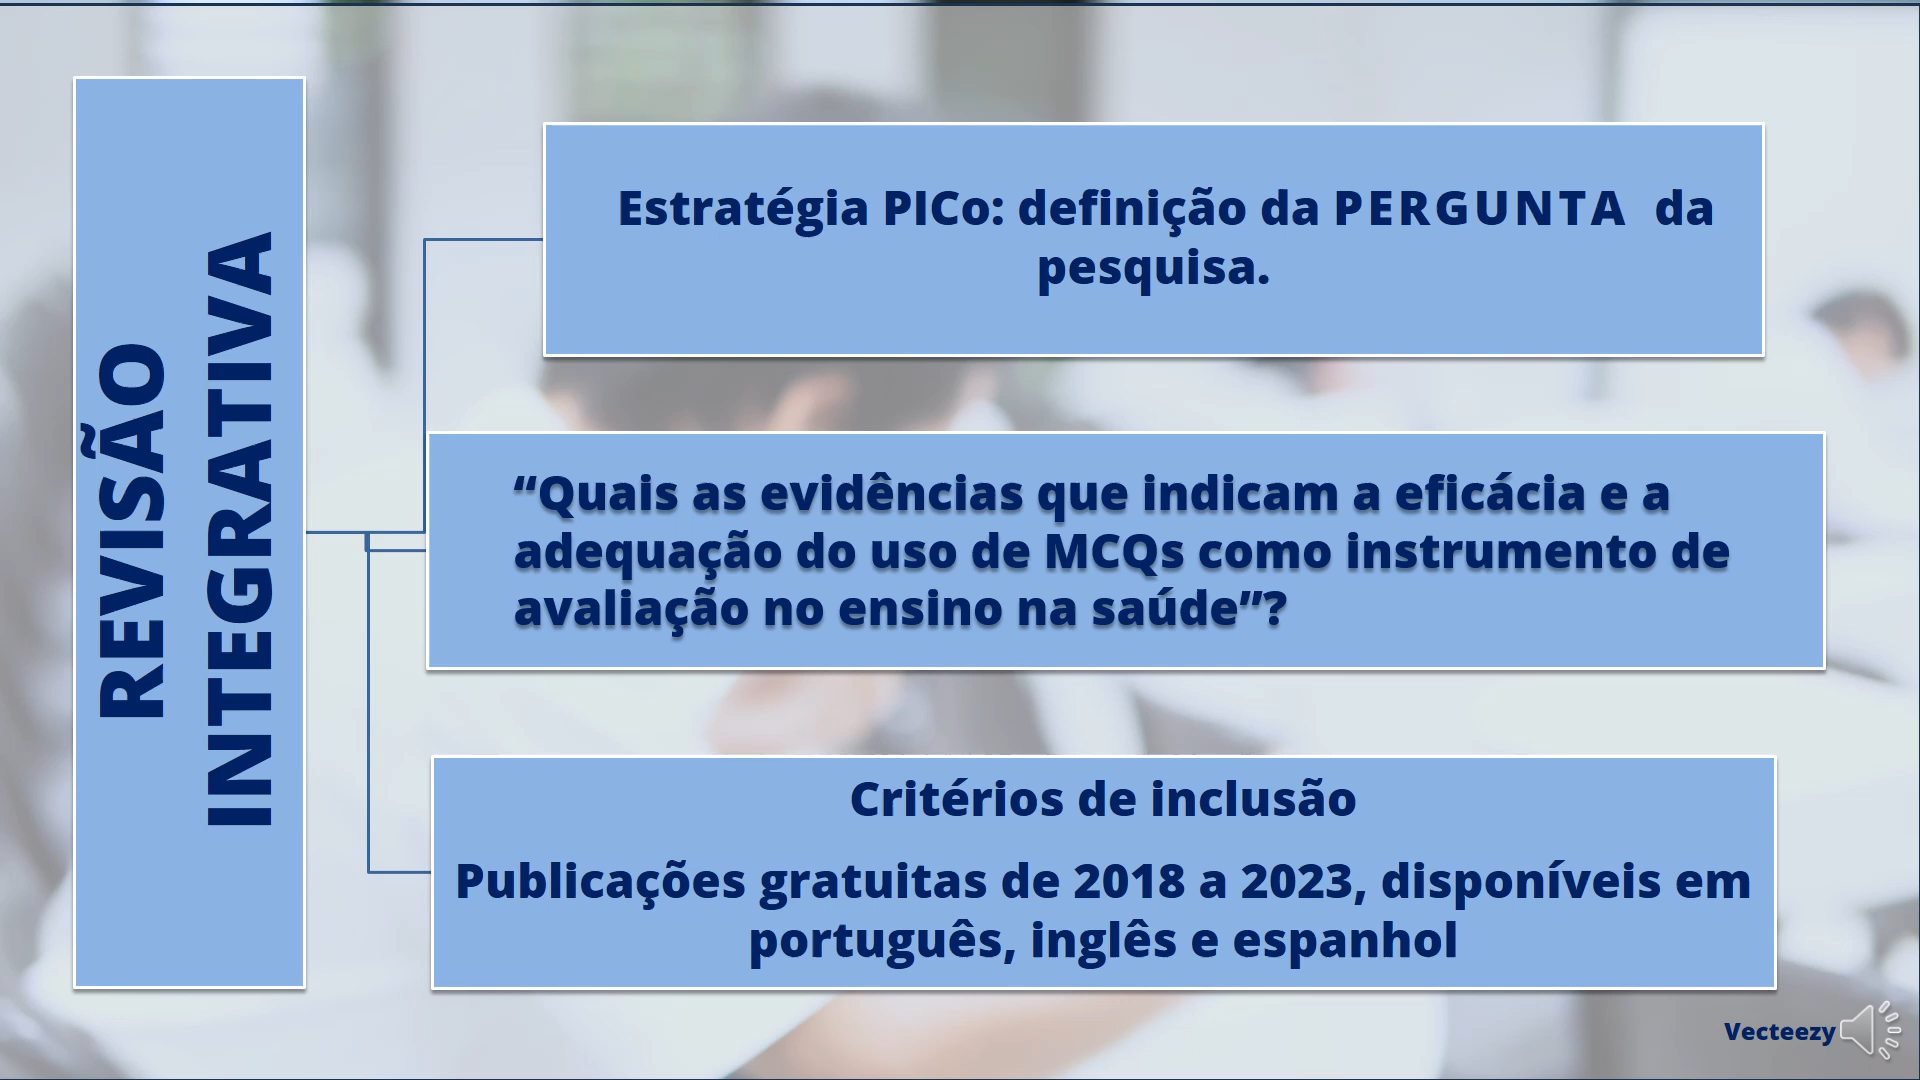 REVISÃO
INTEGRATIVA
Estratégia PICo: definição da PERGUNTA da
pesquisa.
“Quais as evidências que indicam a eficácia e a
adequação do uso de MCQs como instrumento de
avaliação no ensino na saúde”?
Critérios de inclusão
Publicações gratuitas de 2018 a 2023, disponíveis em
português, inglês e espanhol
Vecteezy